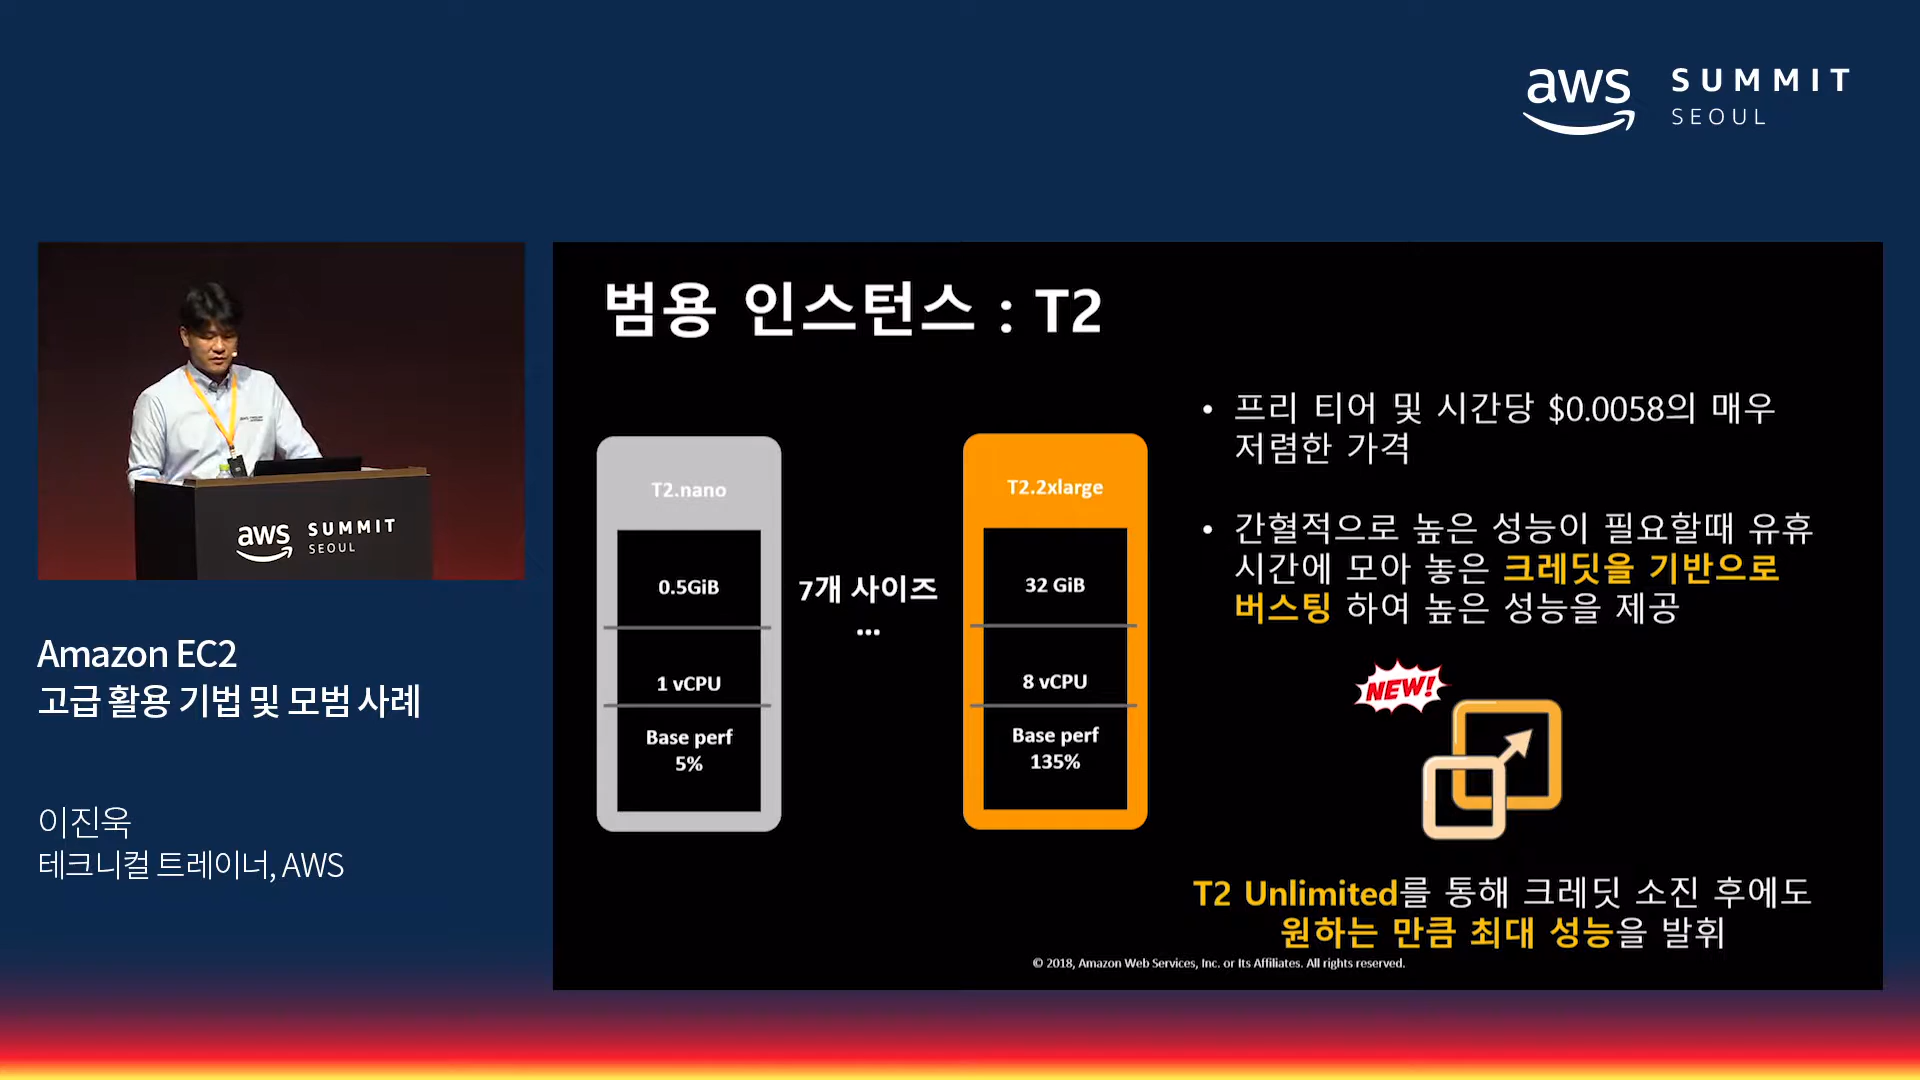 aws SUMMIT
SEOUL
aws SUMMIT
SEOUL
Amazon EC2
고급 활용 기법 및 모범 사례
이진욱
테크니컬 트레이너, AWS
범용 인스턴스 : T2
T2.nano
0.5GiB
1 vCPU
Base perf
5%
7개 사이즈
...
T2.2xlarge
32 GiB
8 vCPU
Base perf
135%
• 프리 티어 및 시간당 $0.0058의 매우
저렴한 가격
• 간헐적으로 높은 성능이 필요할때 유휴
시간에 모아 놓은 크레딧을 기반으로
버스팅 하여 높은 성능을 제공
NEW!
T2 Unlimited를 통해 크레딧 소진 후에도
원하는 만큼 최대 성능을 발휘
© 2018, Amazon Web Services, Inc. or Its Affiliates. All rights reserved.